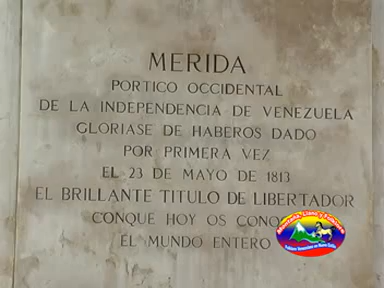 MERIDA
PORTICO OCCIDENTAL
DE LA INDEPENDENCIA DE VENEZUELA
GLORIASE DE HABEROS DADO
POR PRIMERA VEZ
EL 23 DE MAYO DE 1813
EL BRILLANTE TITULO DE LIBERTADOR
CONQUE HOY OS CONO
EL MUNDO ENTERO